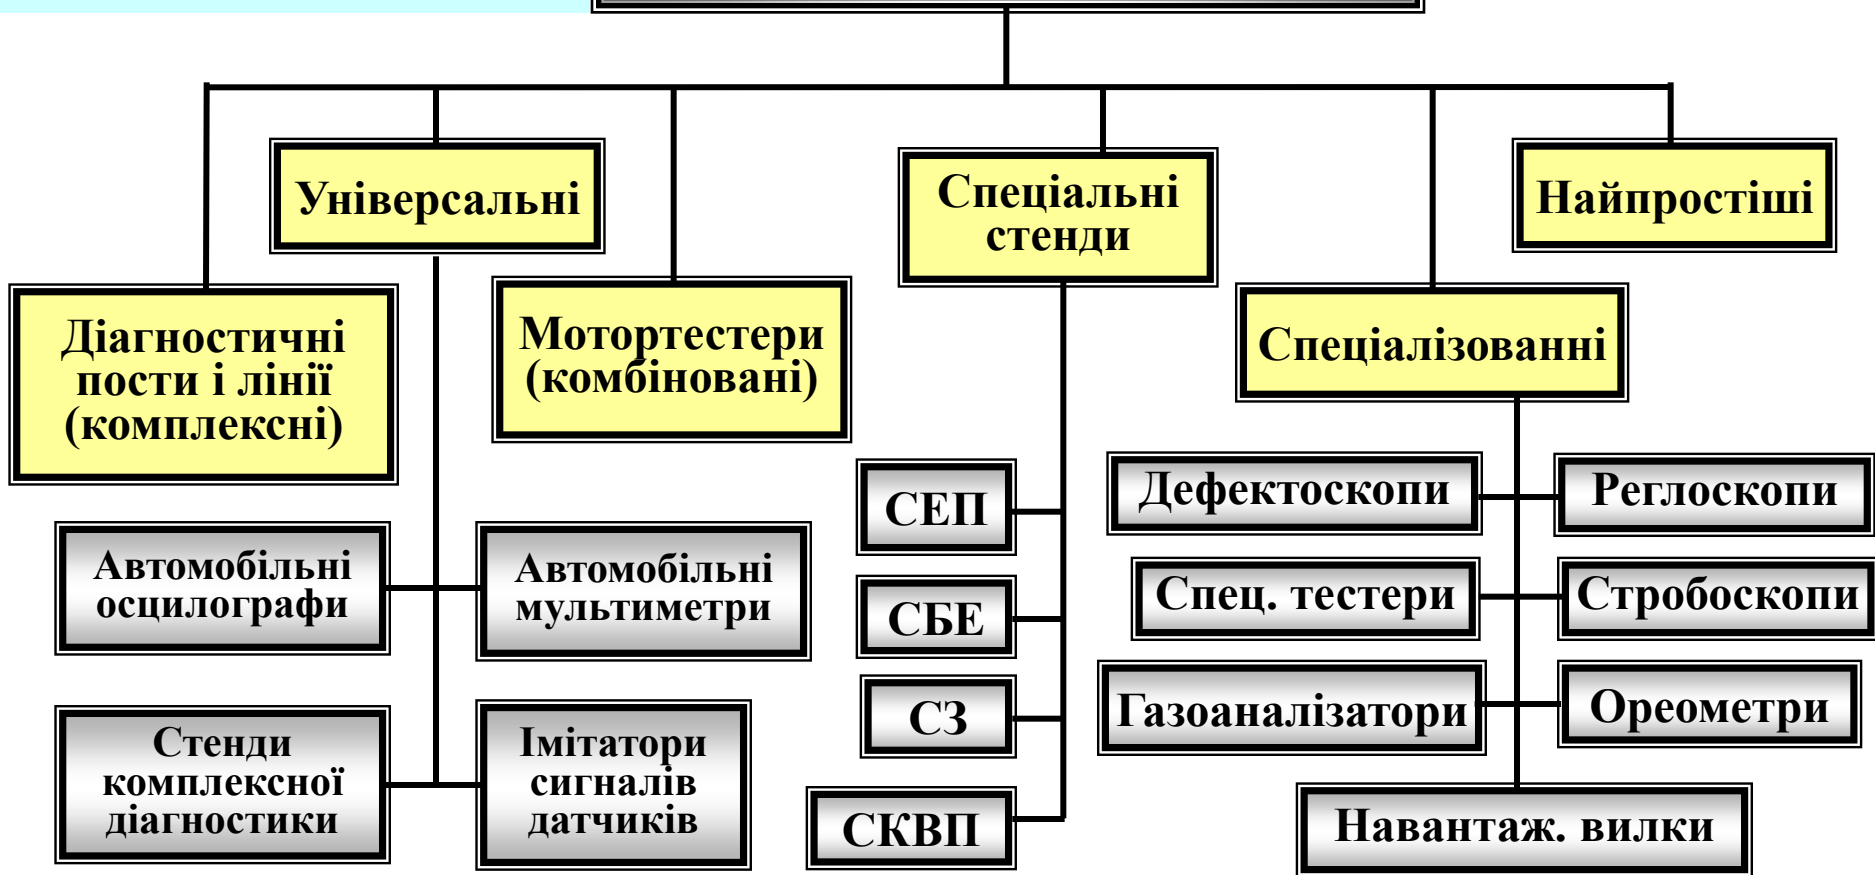 Універсальні
Спеціальні
стенди
Найпростіші
Діагностичні
пости і лінії
(комплексні)
Мотортестери
(комбіновані)
Спеціалізованні
Автомобільні
осцилографи
Автомобільні
мультиметри
Стенди
комплексної
діагностики
Імітатори
сигналів
датчиків
СЕП
СБЕ
СЗ
СКВП
Дефектоскопи
Реглоскопи
Спец. тестери
Стробоскопи
Газоаналізатори
Ореометри
Навантаж. вилки